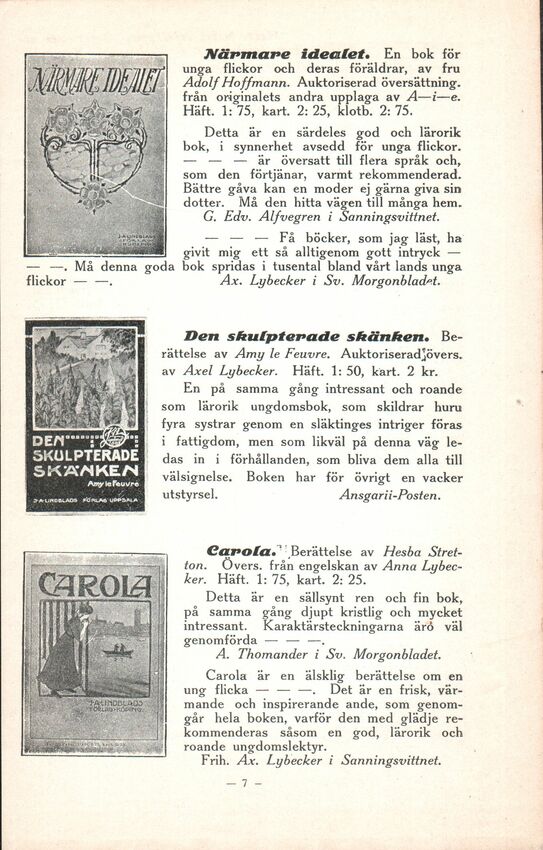 NÄRMARE IDEALET
J.A. LINDBLADS
FÖRLAG
Närmare idealet. En bok för
unga flickor och deras föräldrar, av fru
Adolf Hoffmann. Auktoriserad översättning.
från originalets andra upplaga av A—i—e.
Häft. 1: 75, kart. 2: 25, klotb. 2: 75.
Detta är en särdeles god och lärorik
bok, i synnerhet avsedd för unga flickor.
— — — är översatt till flera språk och,
som den förtjänar, varmt rekommenderad.
Bättre gåva kan en moder ej gärna giva sin
dotter. Må den hitta vägen till många hem.
G. Edv. Alfvegren i Sanningsvittnet.
— — — Få böcker, som jag läst, ha
givit mig ett så alltigenom gott intryck —
— —. Må denna goda bok spridas i tusental bland vårt lands unga
flickor — —. Ax. Lybecker i Sv. Morgonbladet.
DEN
SKULPTERADE
SKÄNKEN
Amy le Feuvre
J·A·LINDBLADS FÖRLAG UPPSALA
Den skulpterade skänken. Be-
rättelse av Amy le Feuvre. Auktoriserad övers.
av Axel Lybecker. Häft. 1: 50, kart. 2 kr.
En på samma gång intressant och roande
som lärorik ungdomsbok, som skildrar huru
fyra systrar genom en släktinges intriger föras
i fattigdom, men som likväl på denna väg le-
das in i förhållanden, som bliva dem alla till
välsignelse. Boken har för övrigt en vacker
utstyrsel. Ansgarii-Posten.
CAROLA
J·A·LINDBLADS
FÖRLAG·KÖPING
Carola. Berättelse av Hesba Stret-
ton. Övers. från engelskan av Anna Lybec-
ker. Häft. 1: 75, kart. 2: 25.
Detta är en sällsynt ren och fin bok,
på samma gång djupt kristlig och mycket
intressant. Karaktärsteckningarna äro väl
genomförda — — —.
A. Thomander i Sv. Morgonbladet.
Carola är en älsklig berättelse om en
ung flicka — — —. Det är en frisk, vär-
mande och inspirerande ande, som genom-
går hela boken, varför den med glädje re-
kommenderas såsom en god, lärorik och
roande ungdomslektyr.
Frih. Ax. Lybecker i Sanningsvittnet.
— 7 —